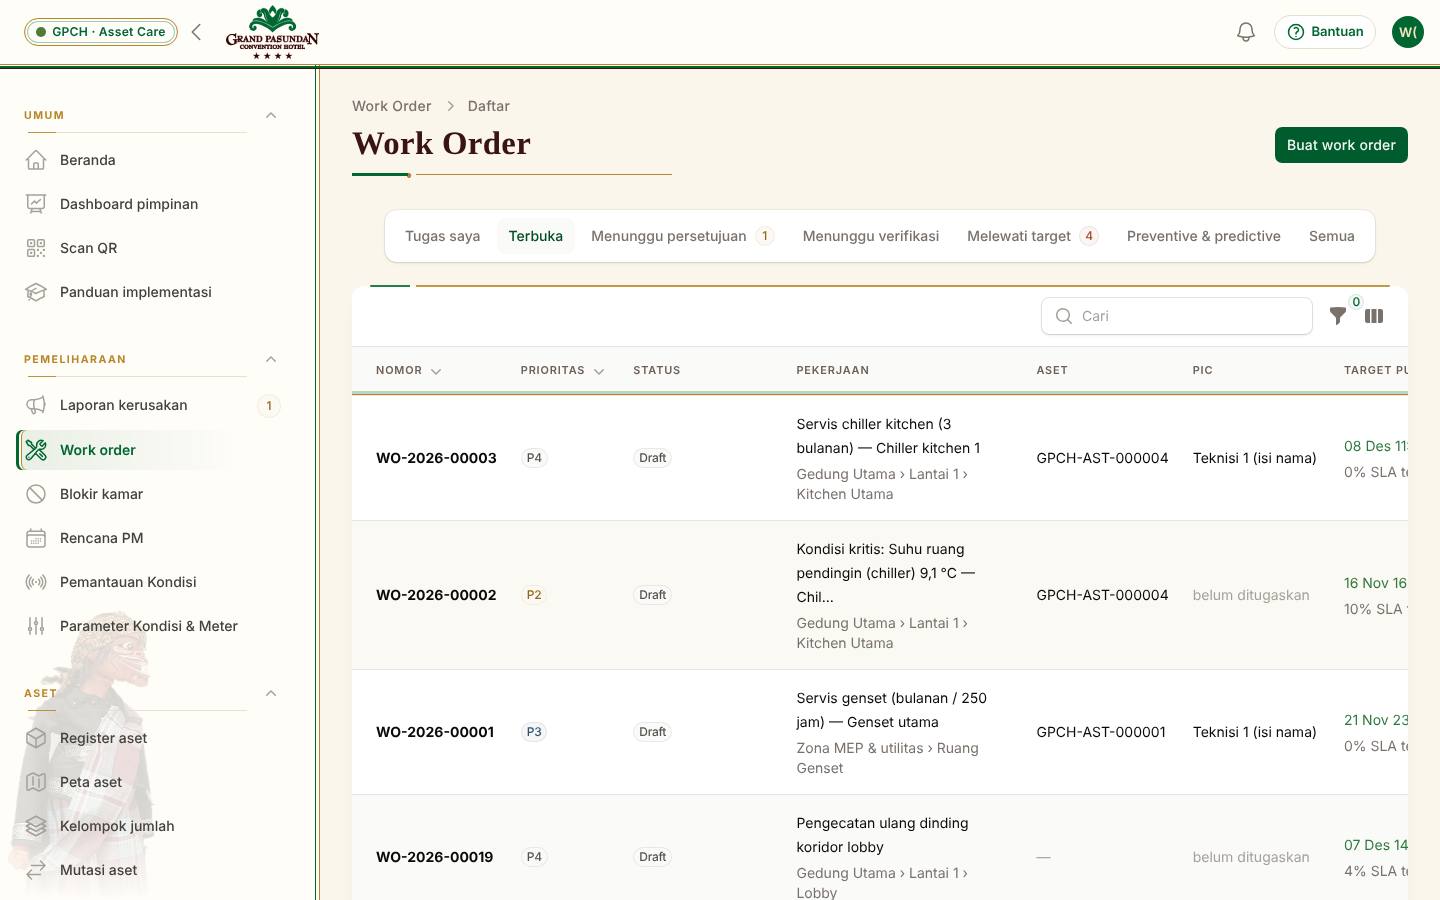 GPCH · Asset Care
GRAND PASUNDAN
CONVENTION HOTEL
Bantuan
W(
UMUM
Beranda
Dashboard pimpinan
Scan QR
Panduan implementasi
PEMELIHARAAN
Laporan kerusakan 1
Work order
Blokir kamar
Rencana PM
Pemantauan Kondisi
Parameter Kondisi & Meter
ASET
Register aset
Peta aset
Kelompok jumlah
Mutasi aset
Work Order > Daftar
Work Order
Buat work order
Tugas saya Terbuka Menunggu persetujuan 1 Menunggu verifikasi Melewati target 4 Preventive & predictive Semua
Cari
0
NOMOR PRIORITAS STATUS PEKERJAAN ASET PIC TARGET PU
WO-2026-00003 P4 Draft
Servis chiller kitchen (3
bulanan) — Chiller kitchen 1
Gedung Utama › Lantai 1 ›
Kitchen Utama
GPCH-AST-000004 Teknisi 1 (isi nama)
08 Des 11:
0% SLA te
WO-2026-00002 P2 Draft
Kondisi kritis: Suhu ruang
pendingin (chiller) 9,1 °C —
Chil...
Gedung Utama › Lantai 1 ›
Kitchen Utama
GPCH-AST-000004 belum ditugaskan
16 Nov 16
10% SLA
WO-2026-00001 P3 Draft
Servis genset (bulanan / 250
jam) — Genset utama
Zona MEP & utilitas › Ruang
Genset
GPCH-AST-000001 Teknisi 1 (isi nama)
21 Nov 23
0% SLA te
WO-2026-00019 P4 Draft
Pengecatan ulang dinding
koridor lobby
Gedung Utama › Lantai 1 ›
Lobby
— belum ditugaskan
07 Des 14
4% SLA te